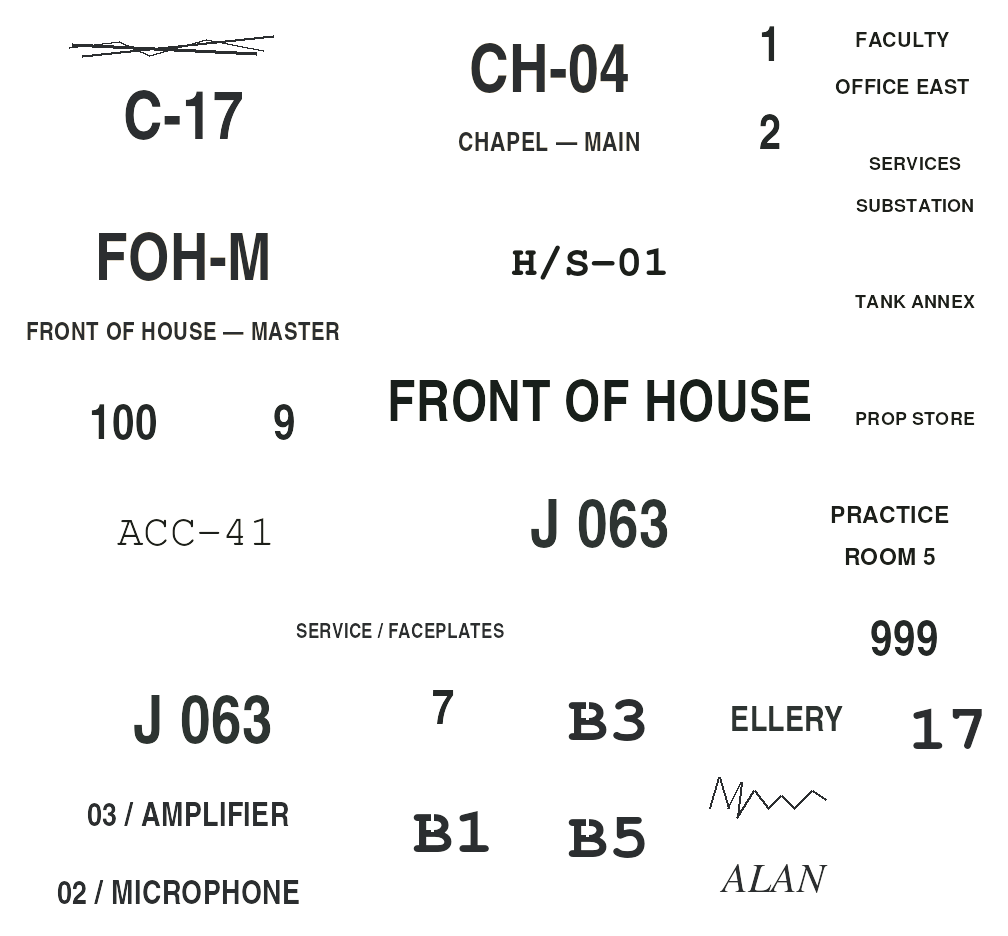 C-17
CH-04
CHAPEL — MAIN
1
2
FACULTY
OFFICE EAST
SERVICES
SUBSTATION
FOH-M
FRONT OF HOUSE — MASTER
H/S-01
TANK ANNEX
100
9
FRONT OF HOUSE
PROP STORE
ACC-41
J 063
PRACTICE
ROOM 5
SERVICE / FACEPLATES
999
J 063
7
B3
ELLERY
17
03 / AMPLIFIER
B1
B5
02 / MICROPHONE
ALAN